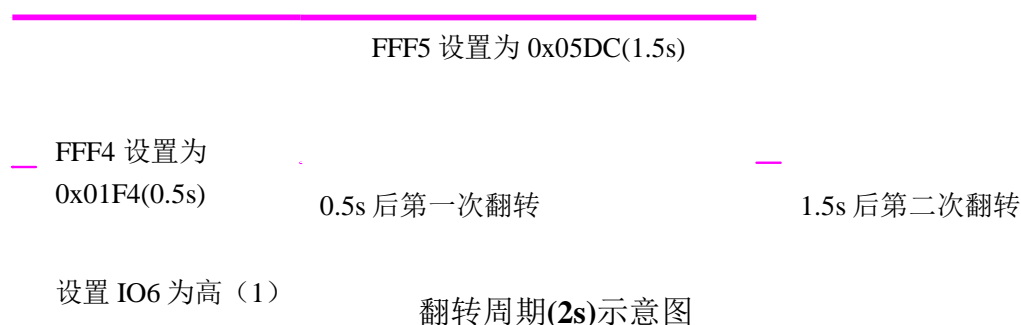 FFF5 设置为 0x05DC(1.5s)
FFF4 设置为
0x01F4(0.5s)
0.5s 后第一次翻转
1.5s 后第二次翻转
设置 IO6 为高（1）
翻转周期(2s)示意图